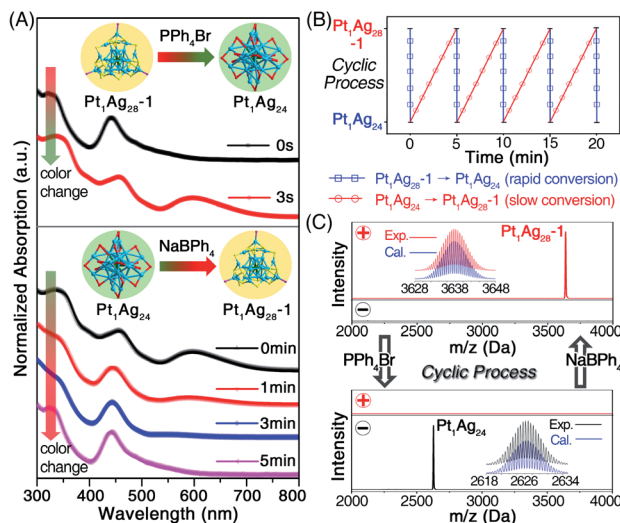 (A)
PPh₄Br
Pt₁Ag₂₈-1
Pt₁Ag₂₄
0s
color
change
3s
NaBPh₄
Pt₁Ag₂₄
Pt₁Ag₂₈-1
0min
1min
3min
color
change
5min
Normalized Absorption (a.u.)
300 400 500 600 700 800
Wavelength (nm)
(B)
Pt₁Ag₂₈
-1
Cyclic
Process
Pt₁Ag₂₄
0 5 10 15 20
Time (min)
Pt₁Ag₂₈-1 → Pt₁Ag₂₄ (rapid conversion)
Pt₁Ag₂₄ → Pt₁Ag₂₈-1 (slow conversion)
(C)
+
Pt₁Ag₂₈-1
Exp.
Cal.
3628 3638 3648
Intensity
−
2000 2500 3000 3500 4000
m/z (Da)
PPh₄Br
Cyclic Process
NaBPh₄
+
−
Pt₁Ag₂₄
Exp.
Cal.
2618 2626 2634
Intensity
2000 2500 3000 3500 4000
m/z (Da)